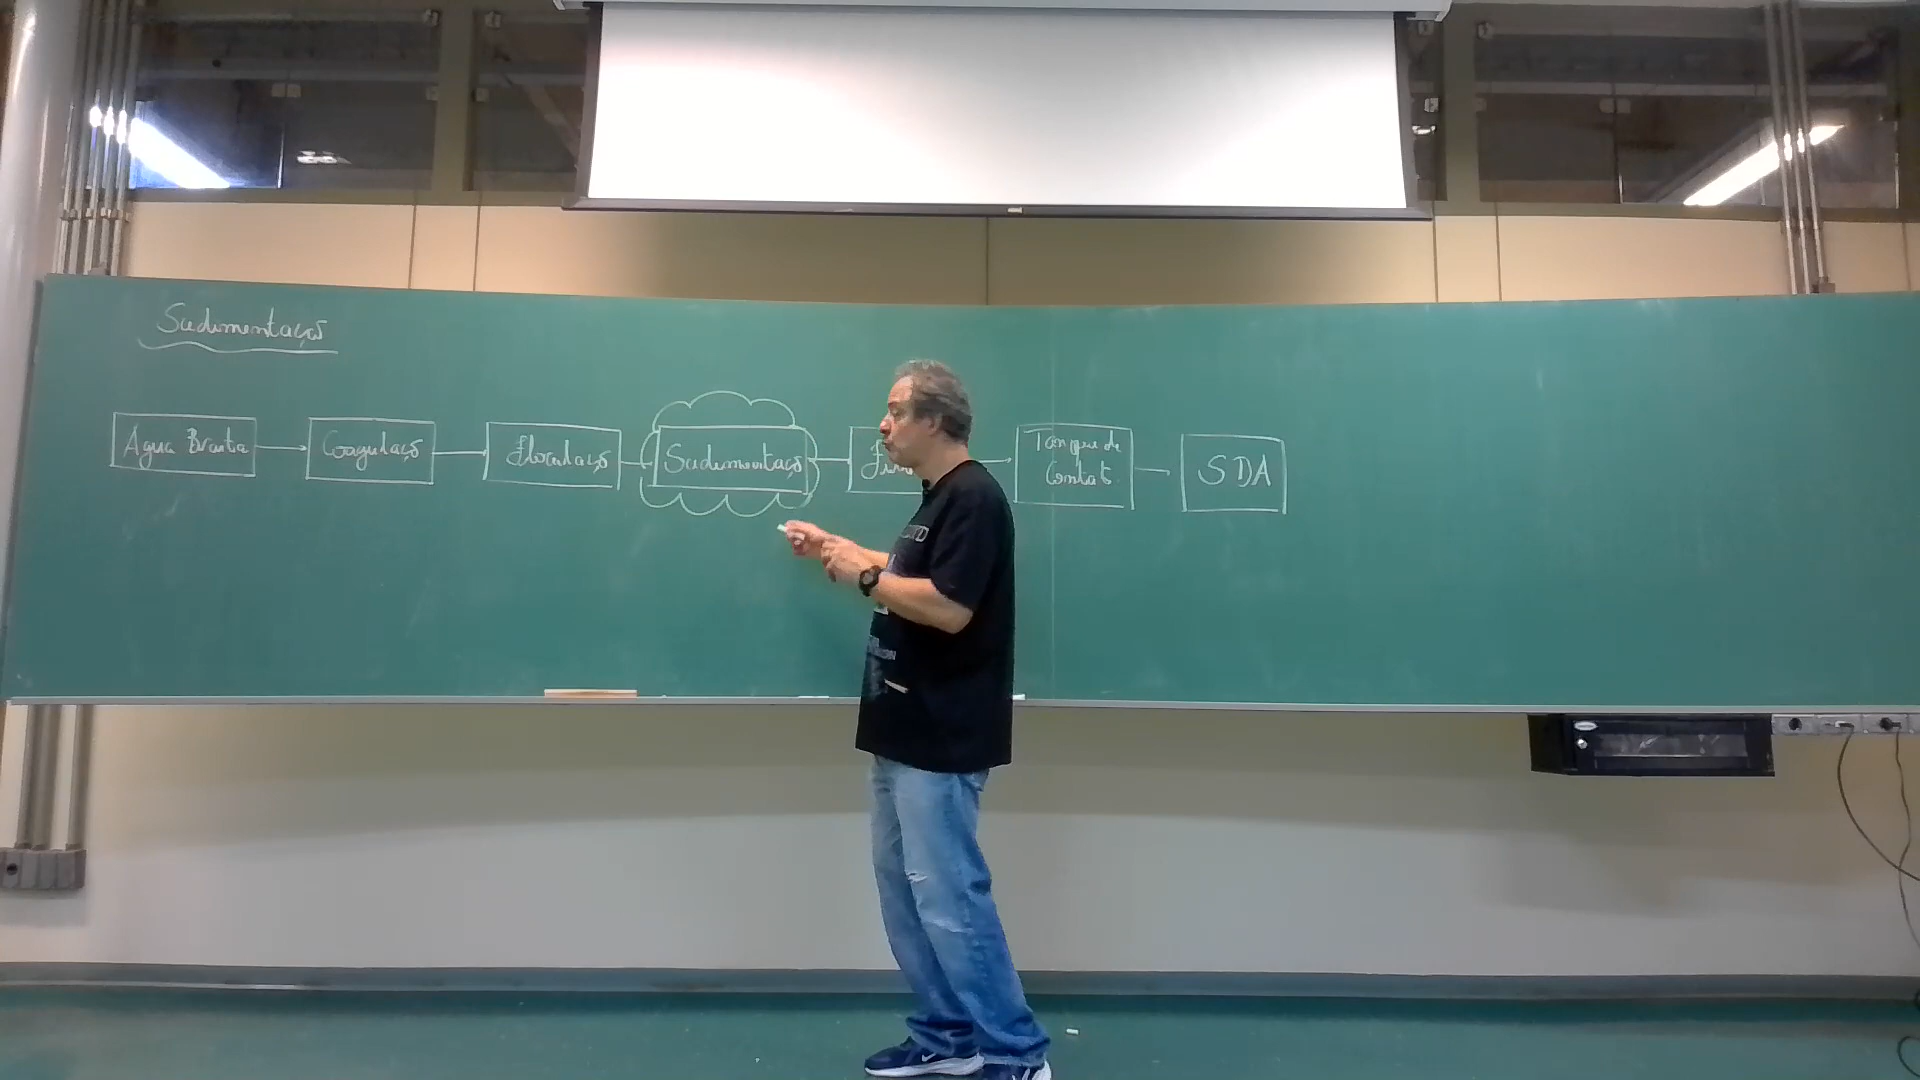 Sedimentação
Água Bruta
Coagulação
Floculação
Sedimentação
Tanque de
Contato
SDA